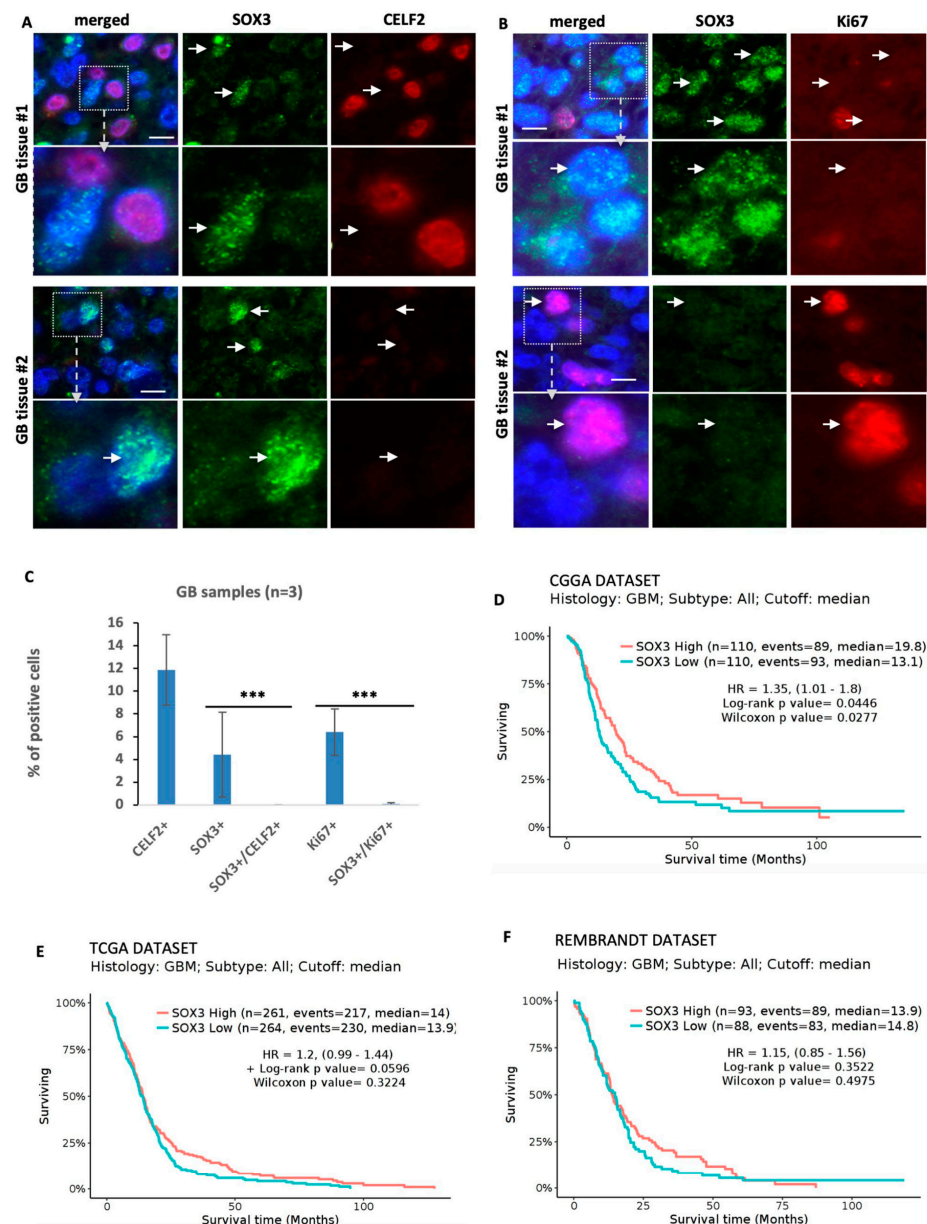 A
merged
SOX3
CELF2
GB tissue #1
GB tissue #2
B
merged
SOX3
Ki67
GB tissue #1
GB tissue #2
C
GB samples (n=3)
% of positive cells
16
14
12
10
8
6
4
2
0
***
***
CELF2+
SOX3+
SOX3+/CELF2+
Ki67+
SOX3+/Ki67+
D
CGGA DATASET
Histology: GBM; Subtype: All; Cutoff: median
Surviving
100%
75%
50%
25%
0%
SOX3 High (n=110, events=89, median=19.8)
SOX3 Low (n=110, events=93, median=13.1)
HR = 1.35, (1.01 - 1.8)
Log-rank p value= 0.0446
Wilcoxon p value= 0.0277
0
50
100
Survival time (Months)
E
TCGA DATASET
Histology: GBM; Subtype: All; Cutoff: median
Surviving
100%
75%
50%
25%
0%
SOX3 High (n=261, events=217, median=14)
SOX3 Low (n=264, events=230, median=13.9)
HR = 1.2, (0.99 - 1.44)
+ Log-rank p value= 0.0596
Wilcoxon p value= 0.3224
0
50
100
Survival time (Months)
F
REMBRANDT DATASET
Histology: GBM; Subtype: All; Cutoff: median
Surviving
100%
75%
50%
25%
0%
SOX3 High (n=93, events=89, median=13.9)
SOX3 Low (n=88, events=83, median=14.8)
HR = 1.15, (0.85 - 1.56)
Log-rank p value= 0.3522
Wilcoxon p value= 0.4975
0
25
50
75
100
Survival time (Months)